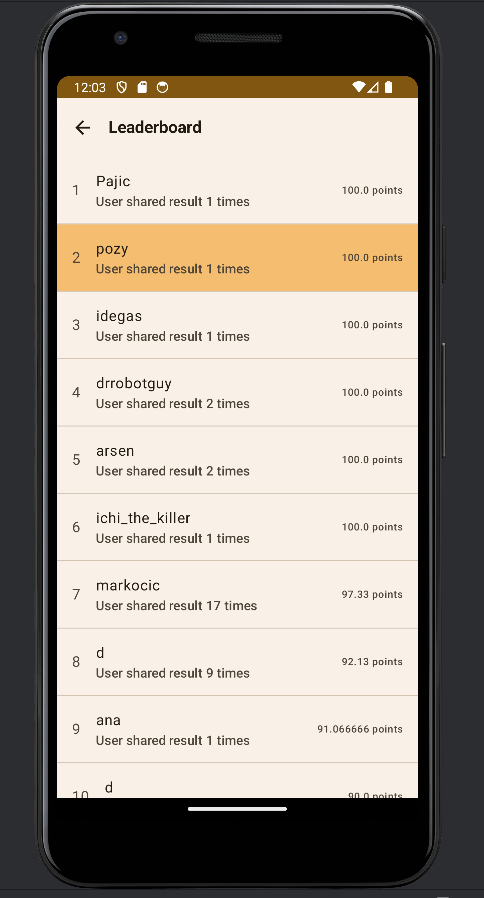 12:03
Leaderboard
1
Pajic
User shared result 1 times
100.0 points
2
pozy
User shared result 1 times
100.0 points
3
idegas
User shared result 1 times
100.0 points
4
drrobotguy
User shared result 2 times
100.0 points
5
arsen
User shared result 2 times
100.0 points
6
ichi_the_killer
User shared result 1 times
100.0 points
7
markocic
User shared result 17 times
97.33 points
8
d
User shared result 9 times
92.13 points
9
ana
User shared result 1 times
91.066666 points
10
d
90.0 points